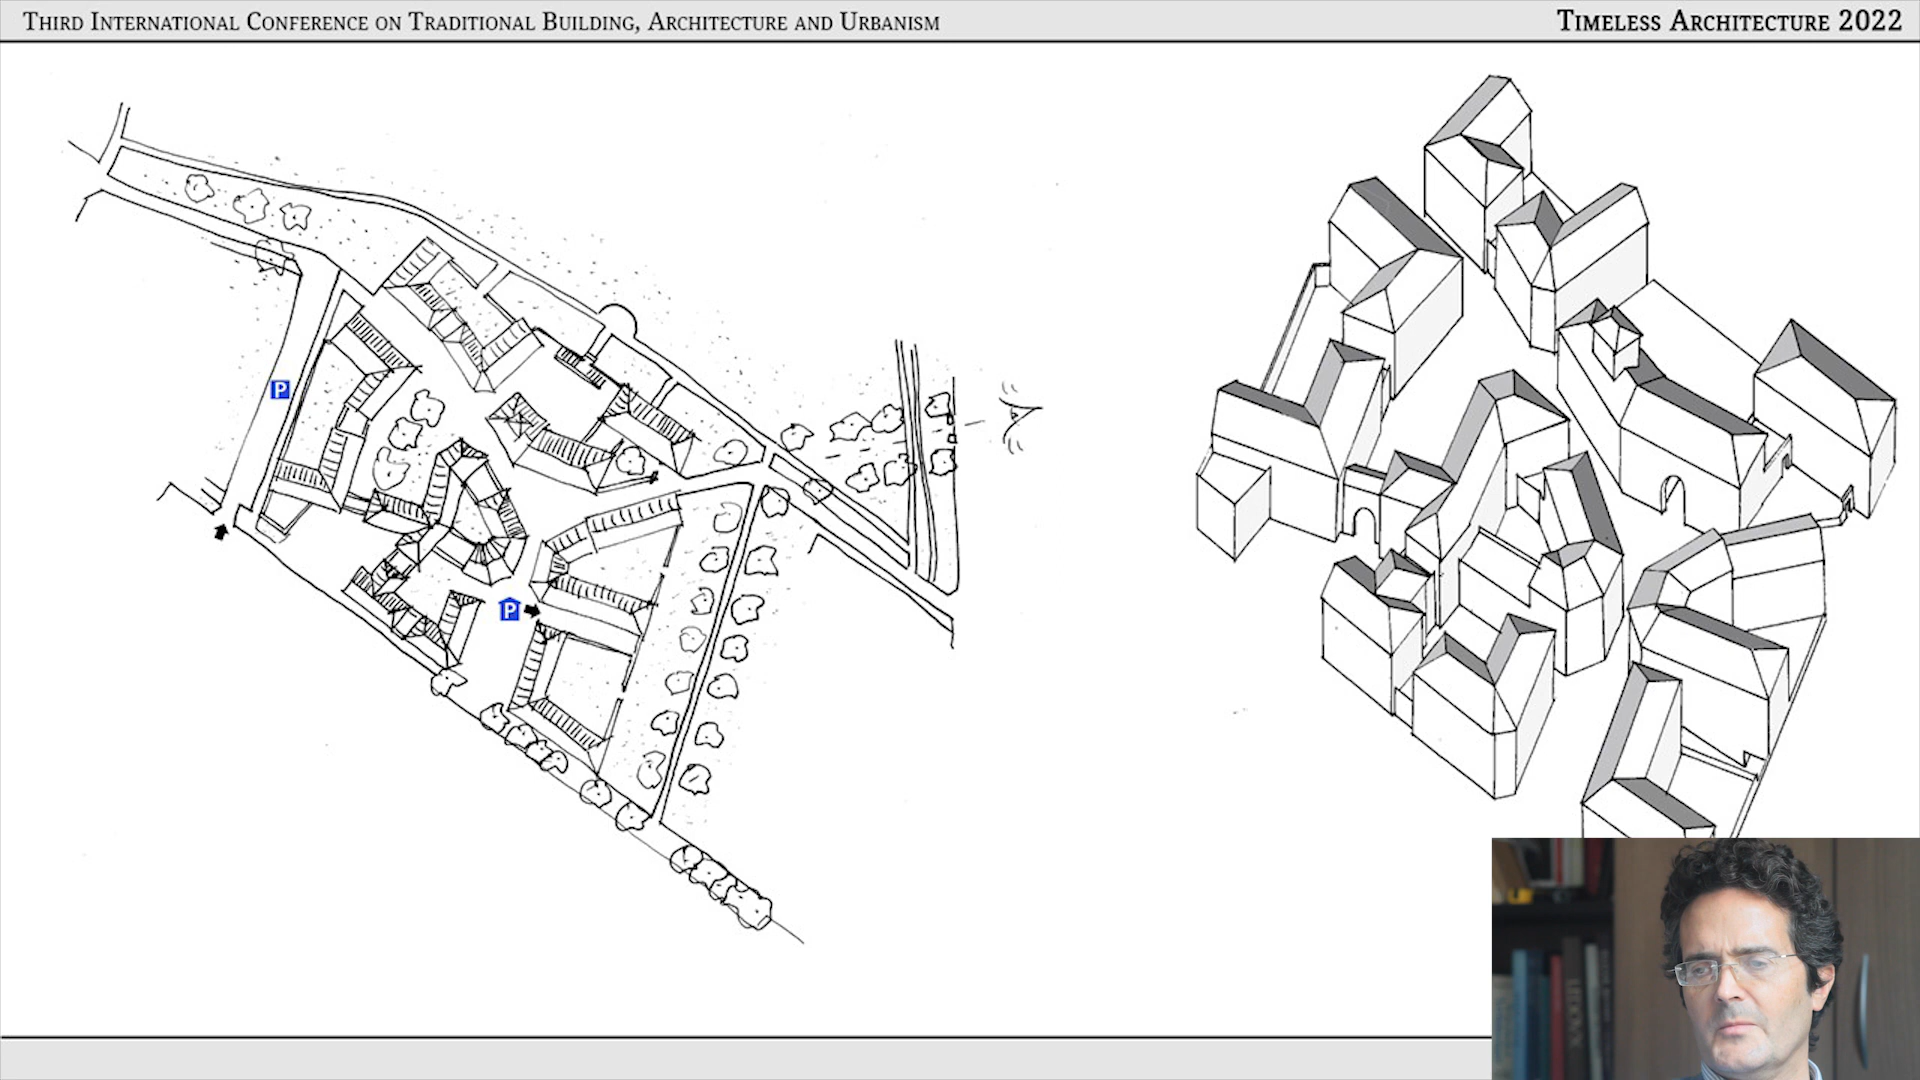 Third International Conference on Traditional Building, Architecture and Urbanism
Timeless Architecture 2022
P
P